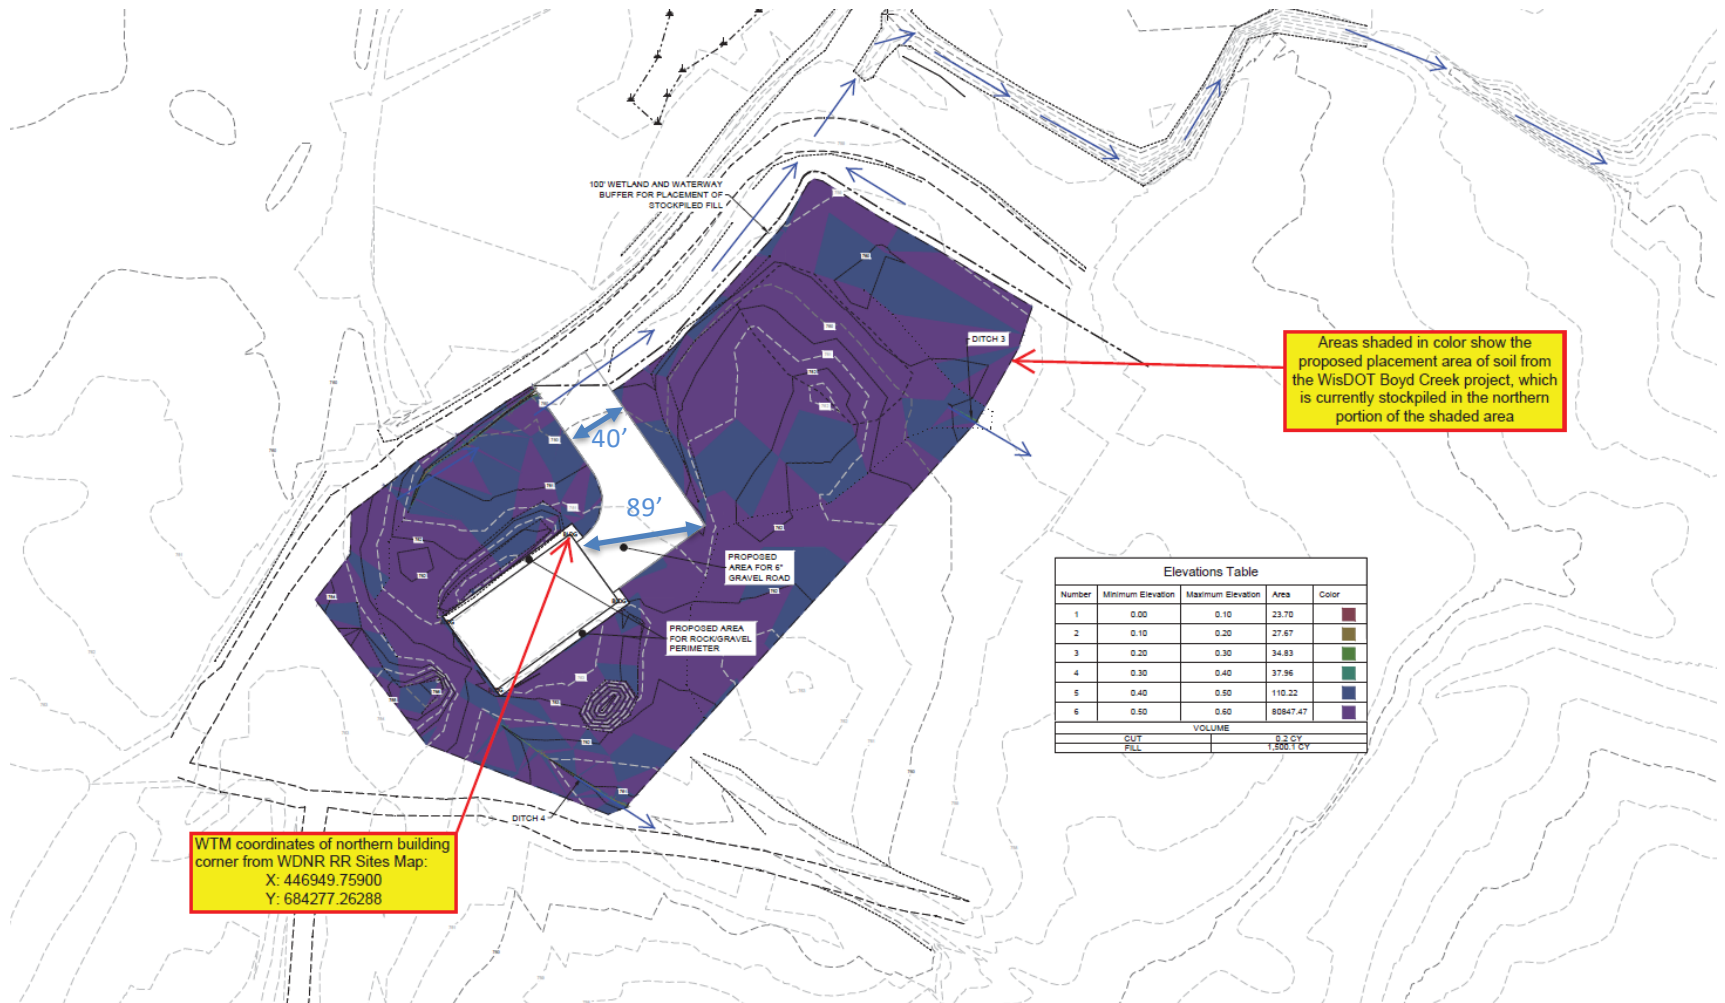 100' WETLAND AND WATERWAY
BUFFER FOR PLACEMENT OF
STOCKPILED FILL
DITCH 3
Areas shaded in color show the
proposed placement area of soil from
the WisDOT Boyd Creek project, which
is currently stockpiled in the northern
portion of the shaded area
40'
89'
BLDG
PROPOSED
AREA FOR 6"
GRAVEL ROAD
BLDG
PROPOSED AREA
FOR ROCK/GRAVEL
PERIMETER
DITCH 4
WTM coordinates of northern building
corner from WDNR RR Sites Map:
X: 446949.75900
Y: 684277.26288
Elevations Table
Number Minimum Elevation Maximum Elevation Area Color
1 0.00 0.10 23.70
2 0.10 0.20 27.67
3 0.20 0.30 34.83
4 0.30 0.40 37.96
5 0.40 0.50 110.22
6 0.50 0.60 80847.47
VOLUME
CUT 0.2 CY
FILL 1,500.1 CY